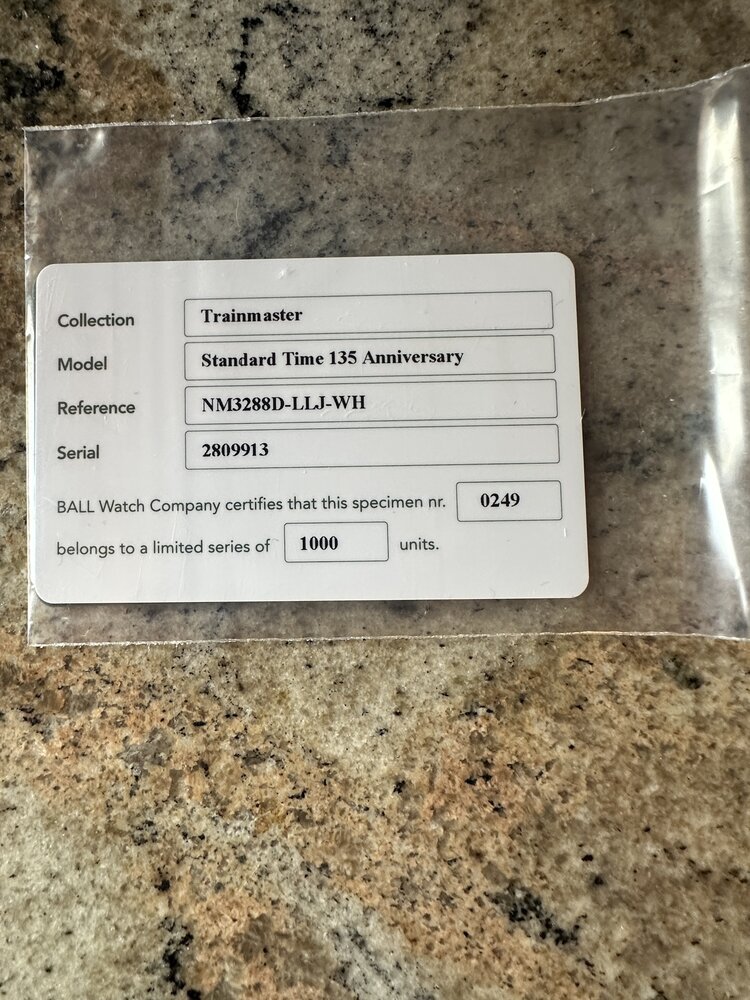 Collection Trainmaster
Model Standard Time 135 Anniversary
Reference NM3288D-LLJ-WH
Serial 2809913
BALL Watch Company certifies that this specimen nr. 0249
belongs to a limited series of 1000 units.